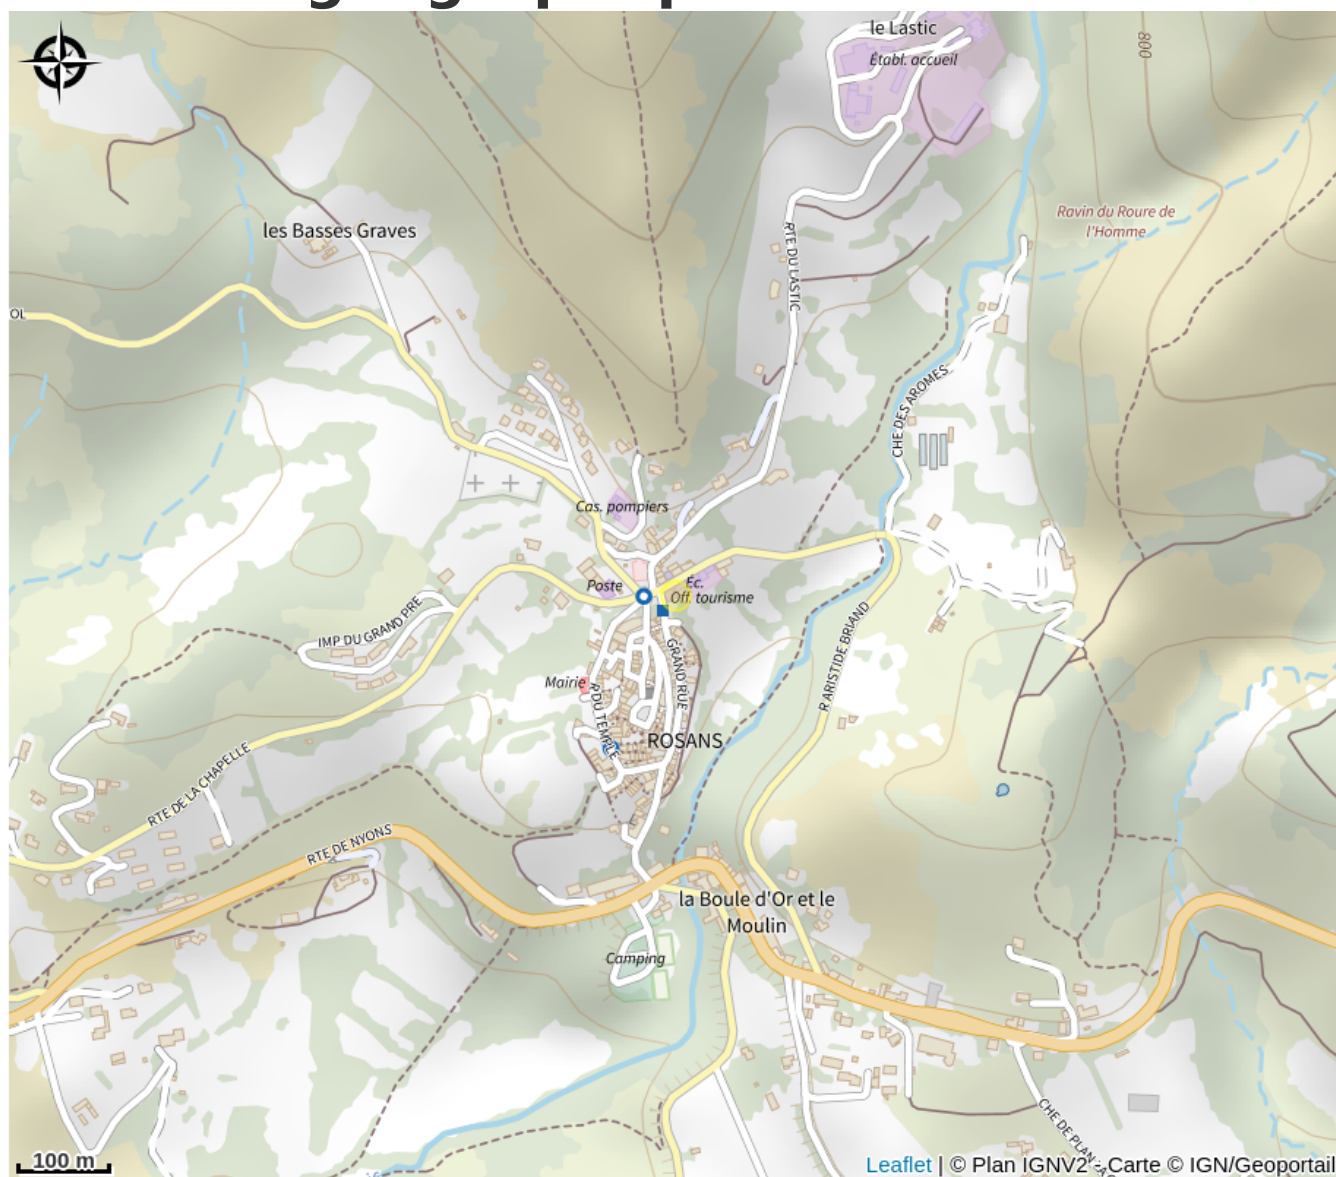 le Lastic
Établ. accueil
800
Ravin du Roure de
l'Homme
les Basses Graves
RTE DU LASTIC
OL
CHE DES AROMES
Cas. pompiers
Poste
Ec.
Off. tourisme
IMP DU GRAND PRE
R ARISTIDE BRIAND
GRAND RUE
Mairie
R DU TEMPLE
ROSANS
RTE DE LA CHAPELLE
RTE DE NYONS
la Boule d'Or et le
Moulin
Camping
CHE DE PLAN
100 m
Leaflet | © Plan IGNV2 - Carte © IGN/Geoportail